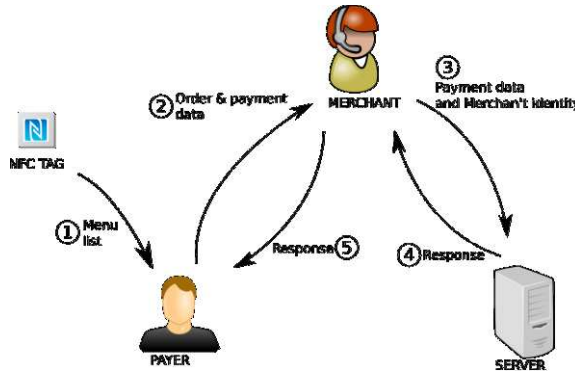 ③
② Order & payment
data
Payment data
and Merchan't identity
MERCHANT
NFC TAG
① Menu
list
Response ⑤
④ Response
PAYER
SERVER